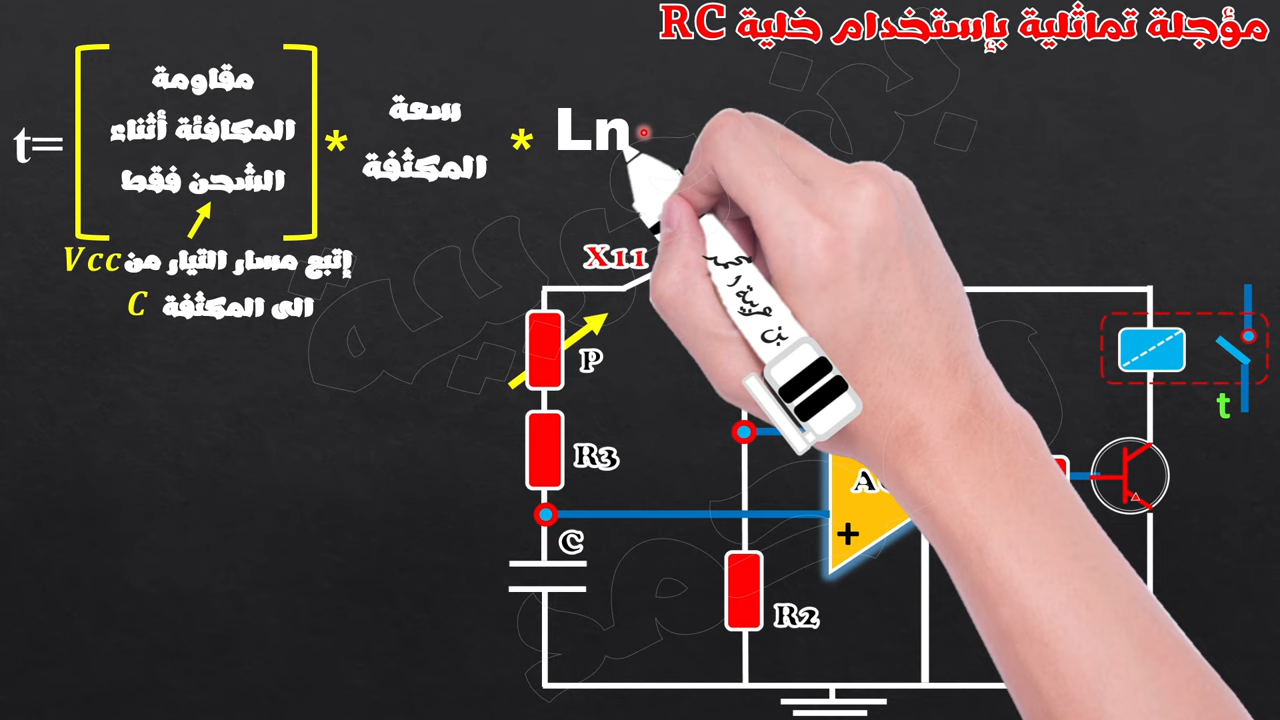 مؤجلة تماثلية بإستخدام خلية RC
t=
مقاومة
المكافئة أثناء
الشحن فقط
*
سعة
المكثفة
*
Ln
إتبع مسار التيار من Vcc
الى المكثفة C
X11
P
R3
C
R2
+
t